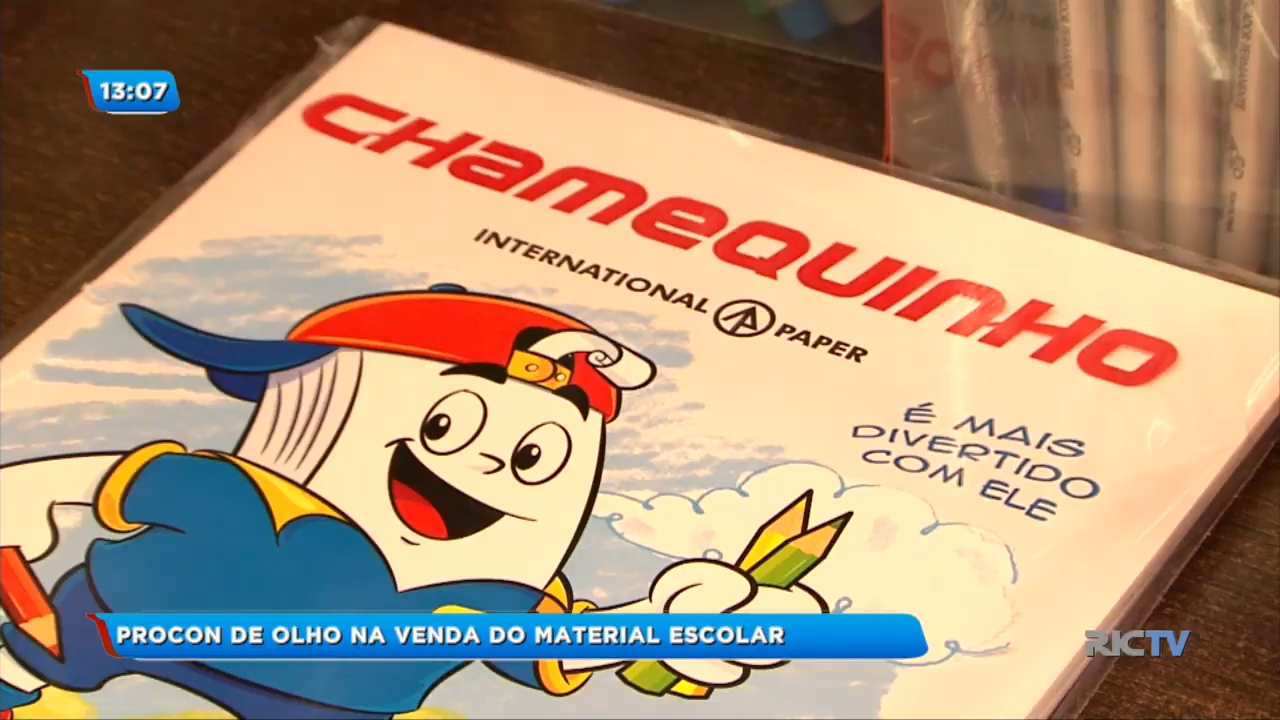 13:07
CHAMEQUINHO
INTERNATIONAL PAPER
É MAIS
DIVERTIDO
COM ELE
PROCON DE OLHO NA VENDA DO MATERIAL ESCOLAR
RICTV